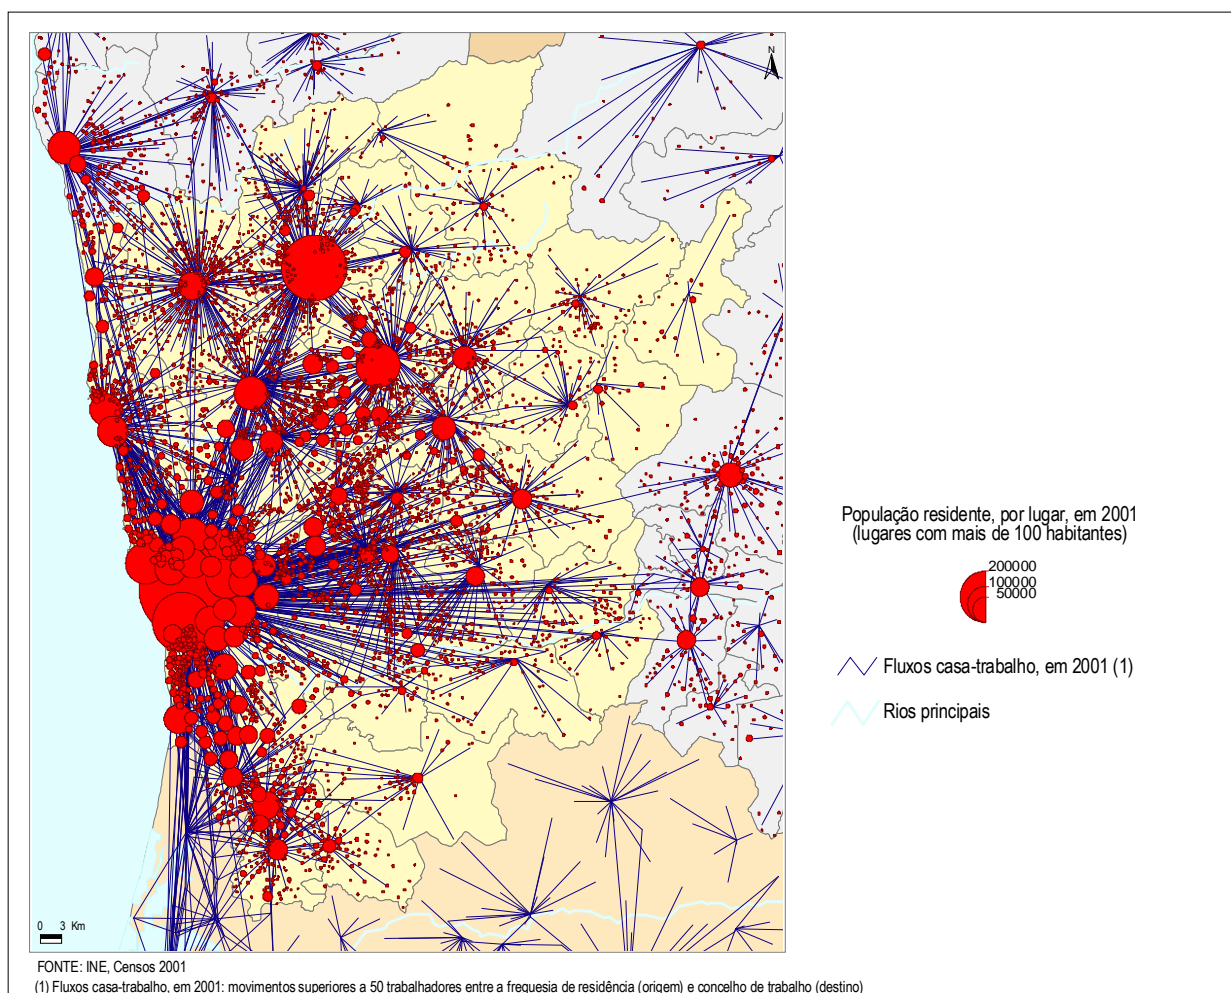 N
População residente, por lugar, em 2001
(lugares com mais de 100 habitantes)
200000
100000
50000
Fluxos casa-trabalho, em 2001 (1)
Rios principais
0 3 Km
FONTE: INE, Censos 2001
(1) Fluxos casa-trabalho, em 2001: movimentos superiores a 50 trabalhadores entre a freguesia de residência (origem) e concelho de trabalho (destino)